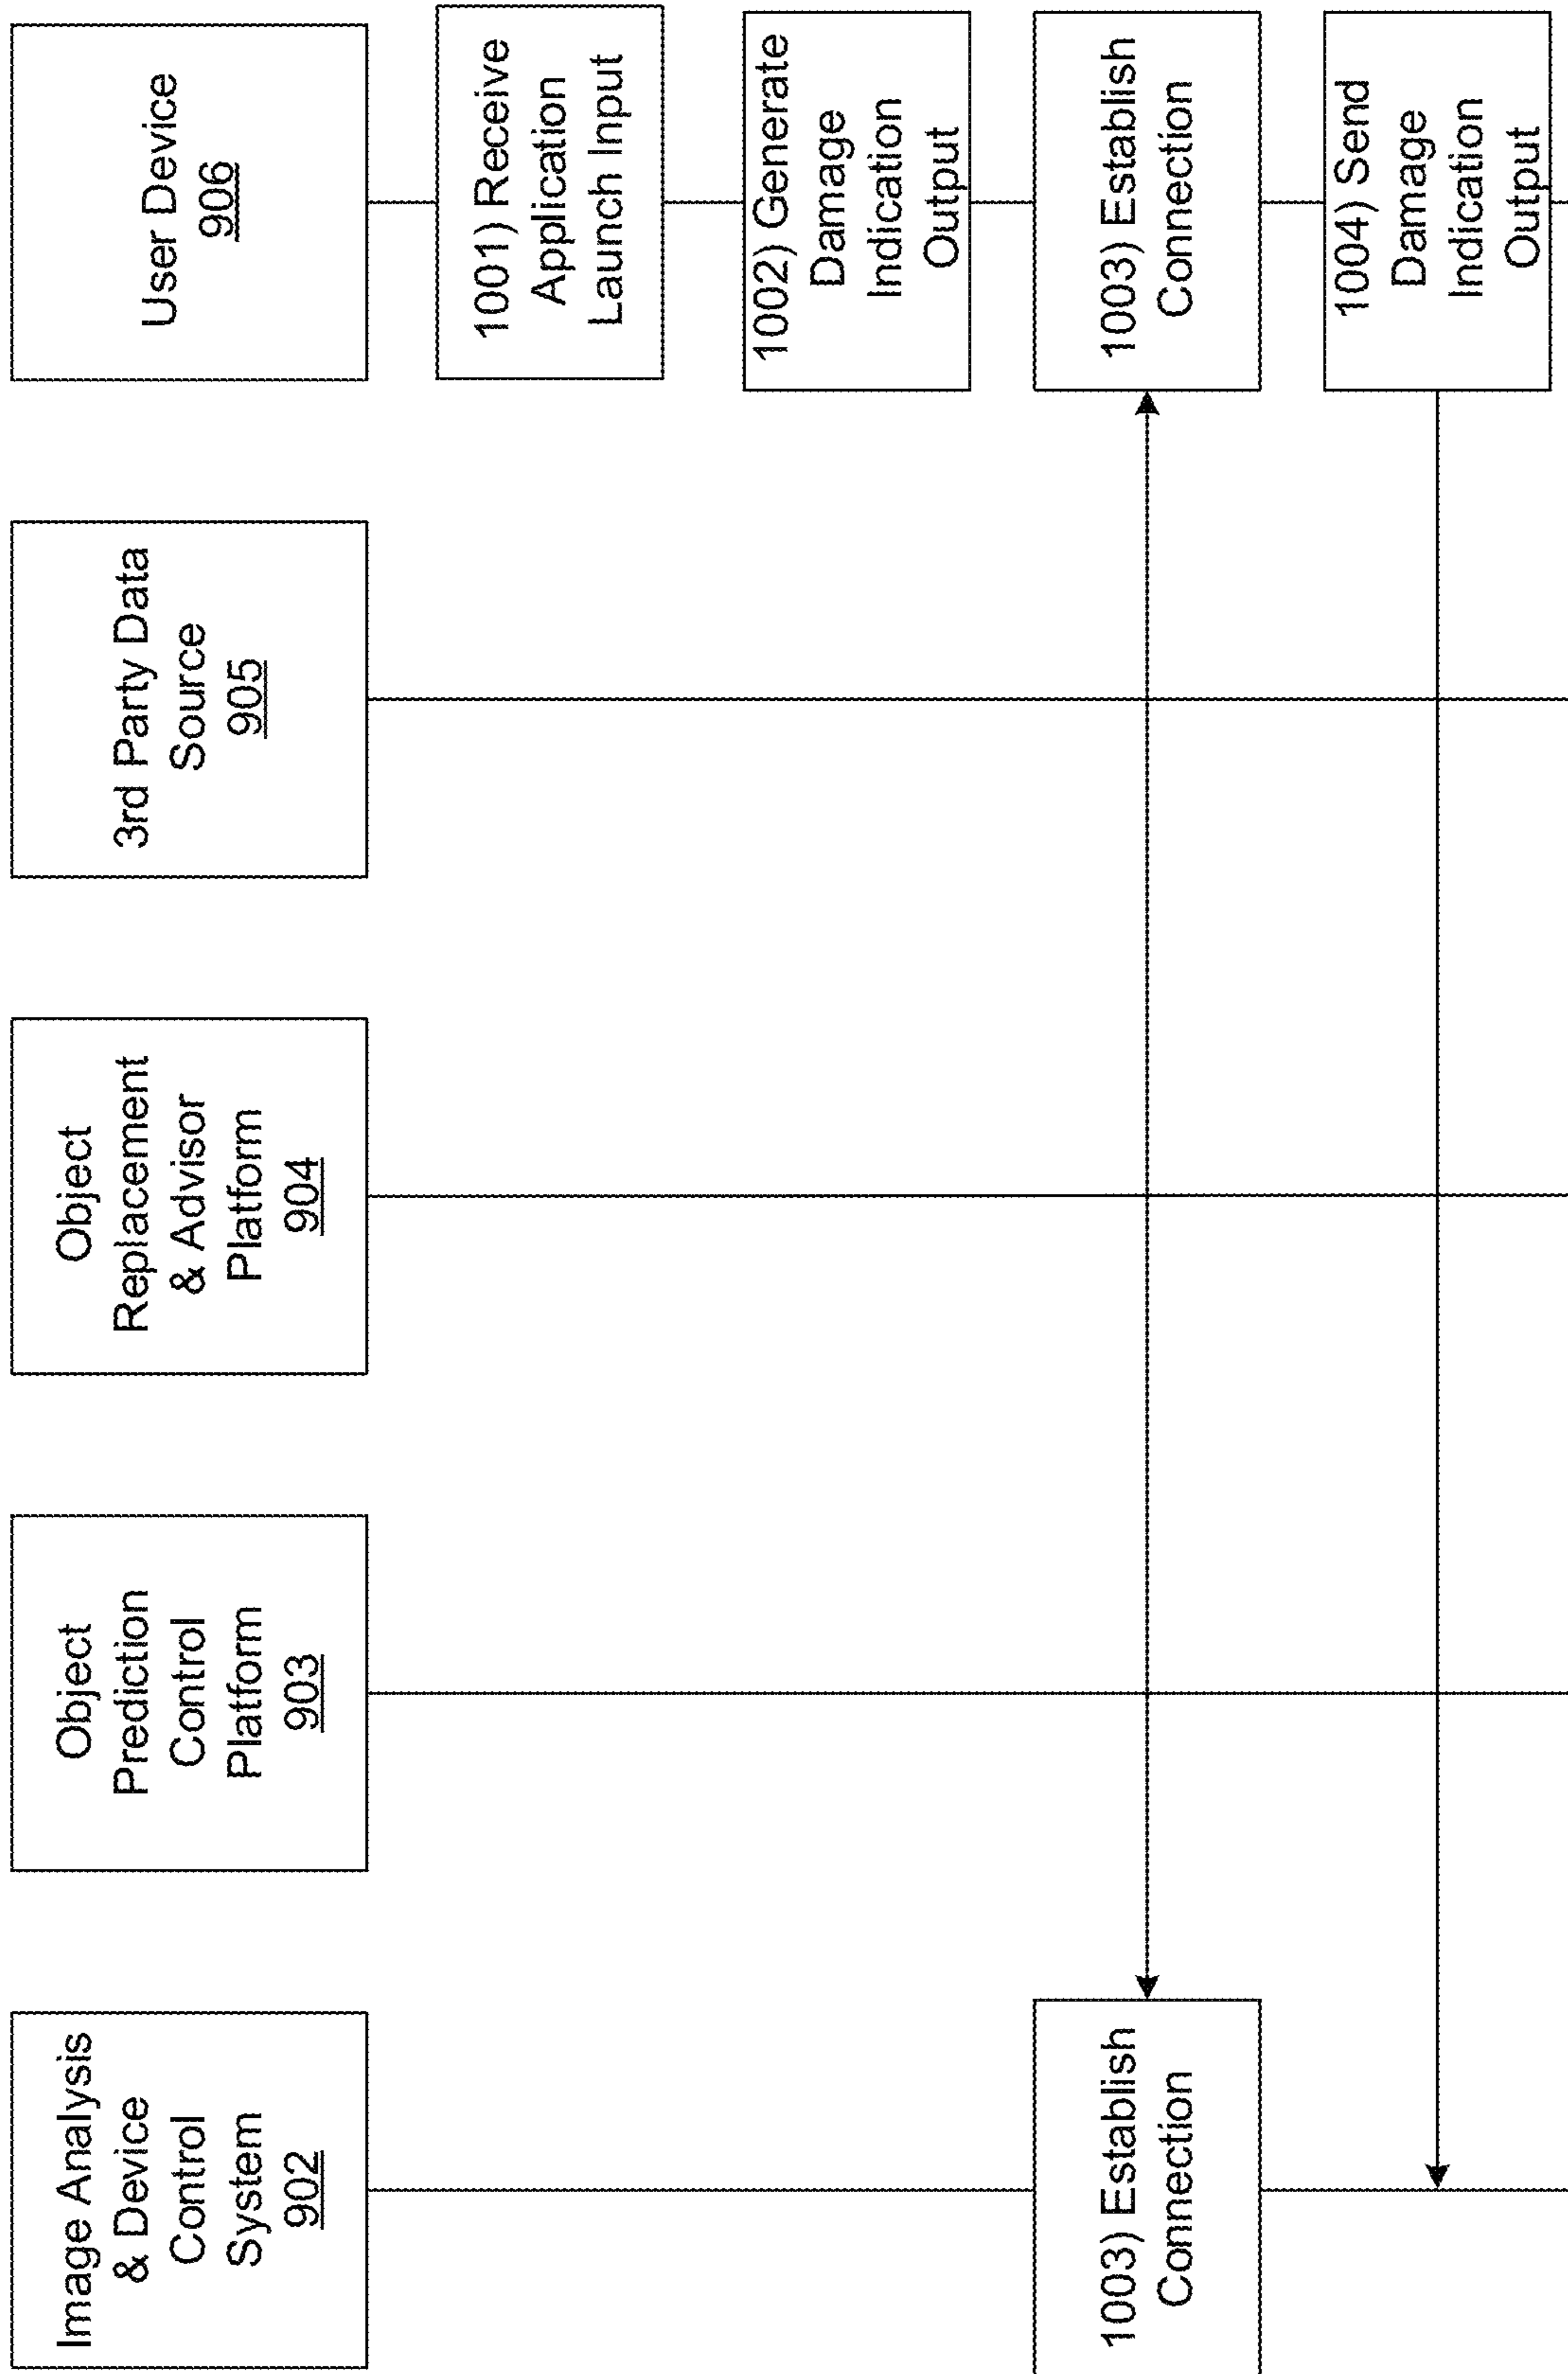 Image Analysis
& Device
Control
System
902
Object
Prediction
Control
Platform
903
Object
Replacement
& Advisor
Platform
904
3rd Party Data
Source
905
User Device
906
1001) Receive
Application
Launch Input
1002) Generate
Damage
Indication
Output
1003) Establish
Connection
1003) Establish
Connection
1004) Send
Damage
Indication
Output